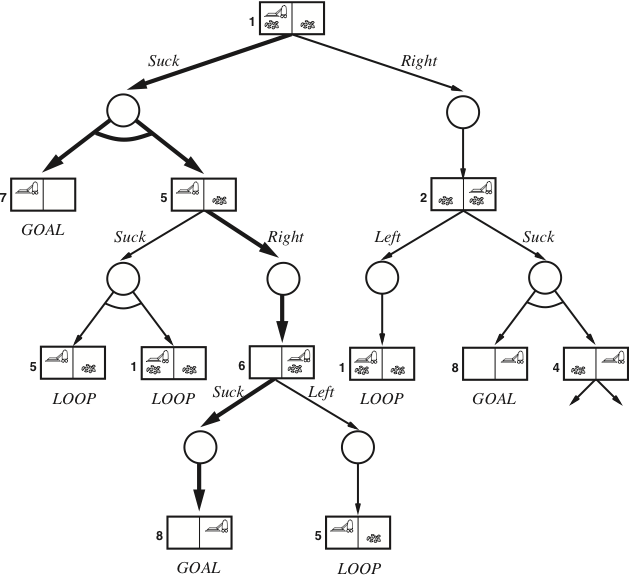 1
Suck
Right
7
5
2
GOAL
Suck
Right
Left
Suck
5
1
6
1
8
4
LOOP
LOOP
Suck
Left
LOOP
GOAL
8
5
GOAL
LOOP